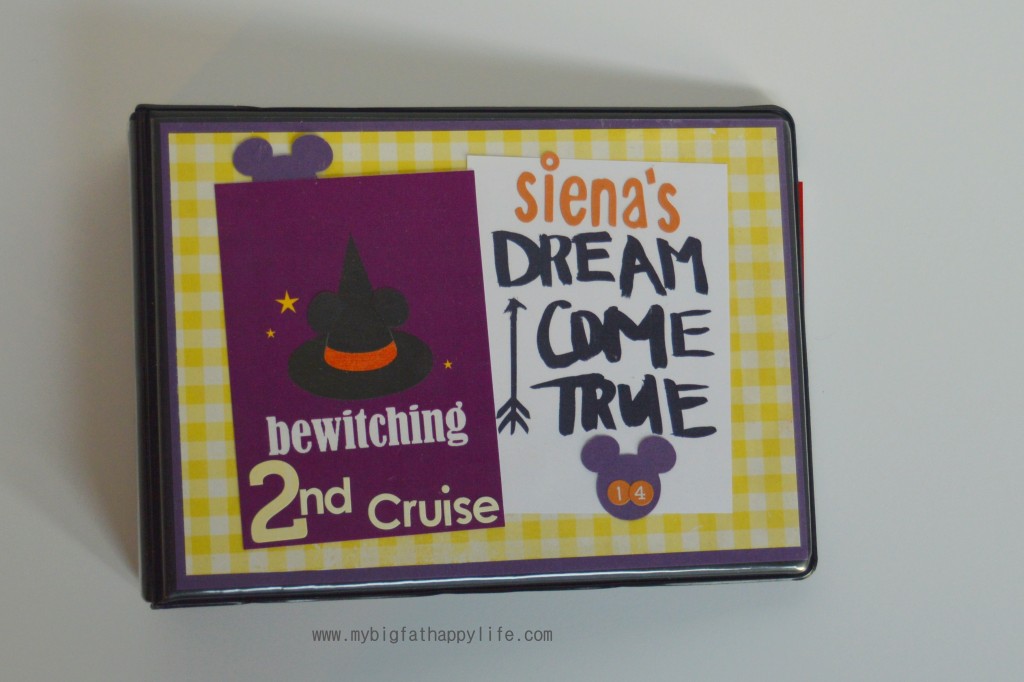 bewitching
2nd Cruise
siena's
DREAM
COME
TRUE
14
www.mybigfathappylife.com